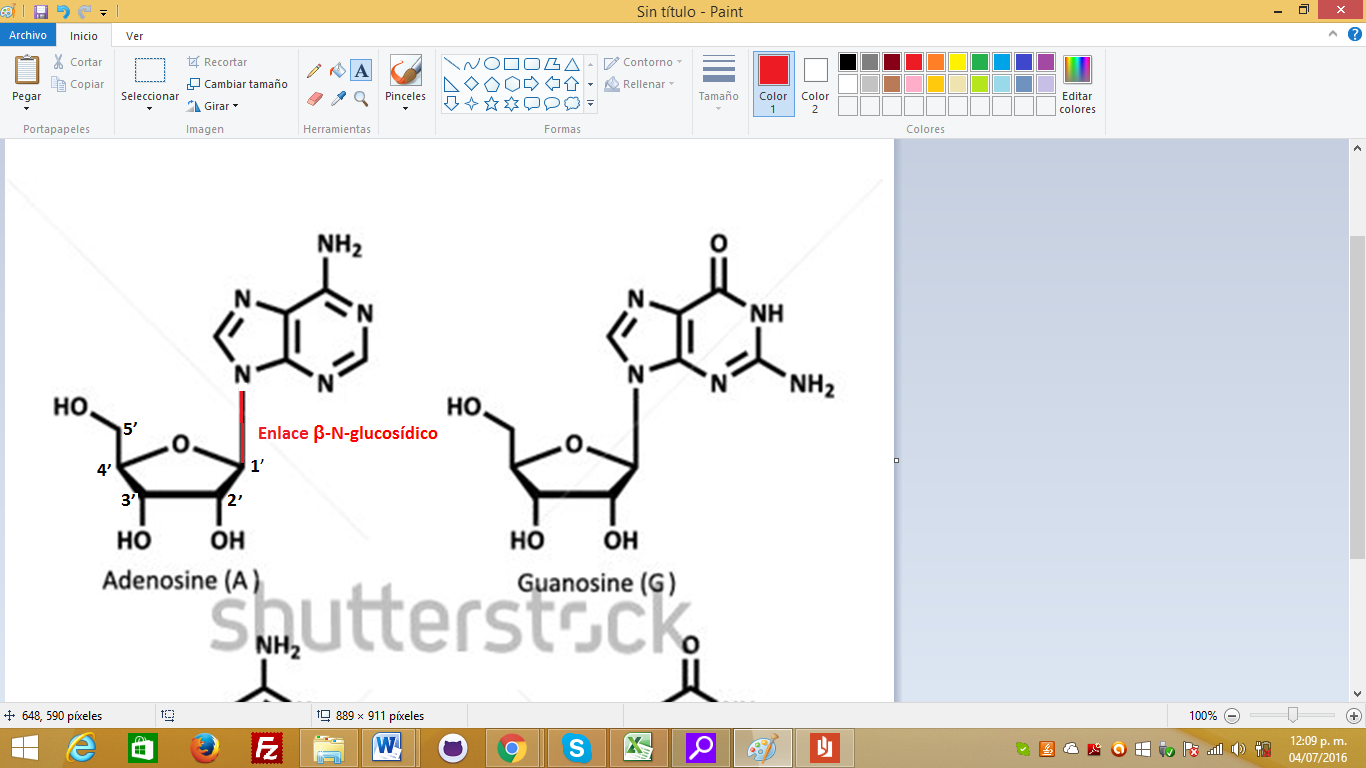 Sin título - Paint
Archivo
Inicio
Ver
Pegar
Cortar
Copiar
Portapapeles
Seleccionar
Recortar
Cambiar tamaño
Girar
Imagen
A
Herramientas
Pinceles
Contorno
Rellenar
Formas
Tamaño
Color
1
Color
2
Editar
colores
Colores
NH2
N
N
N
N
HO
5’
O
4’
1’
3’
2’
HO
OH
Enlace β-N-glucosídico
Adenosine (A)
O
N
NH
N
N
NH2
HO
O
HO
OH
Guanosine (G)
shutterstock
NH2
O
648, 590 píxeles
889 × 911 píxeles
100%
12:09 p. m.
04/07/2016